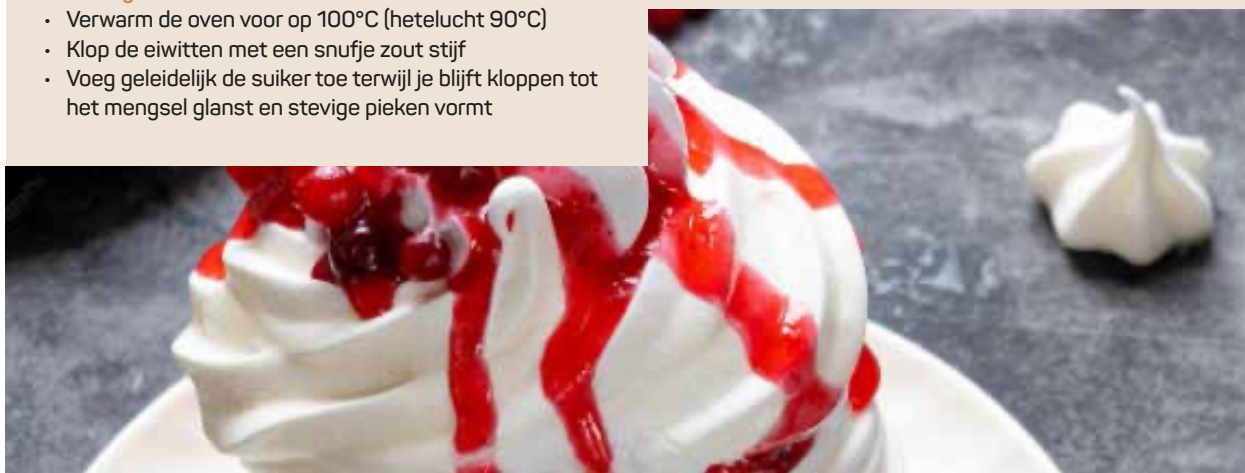 • Verwarm de oven voor op 100°C (hetelucht 90°C)
• Klop de eiwitten met een snufje zout stijf
• Voeg geleidelijk de suiker toe terwijl je blijft kloppen tot
het mengsel glanst en stevige pieken vormt